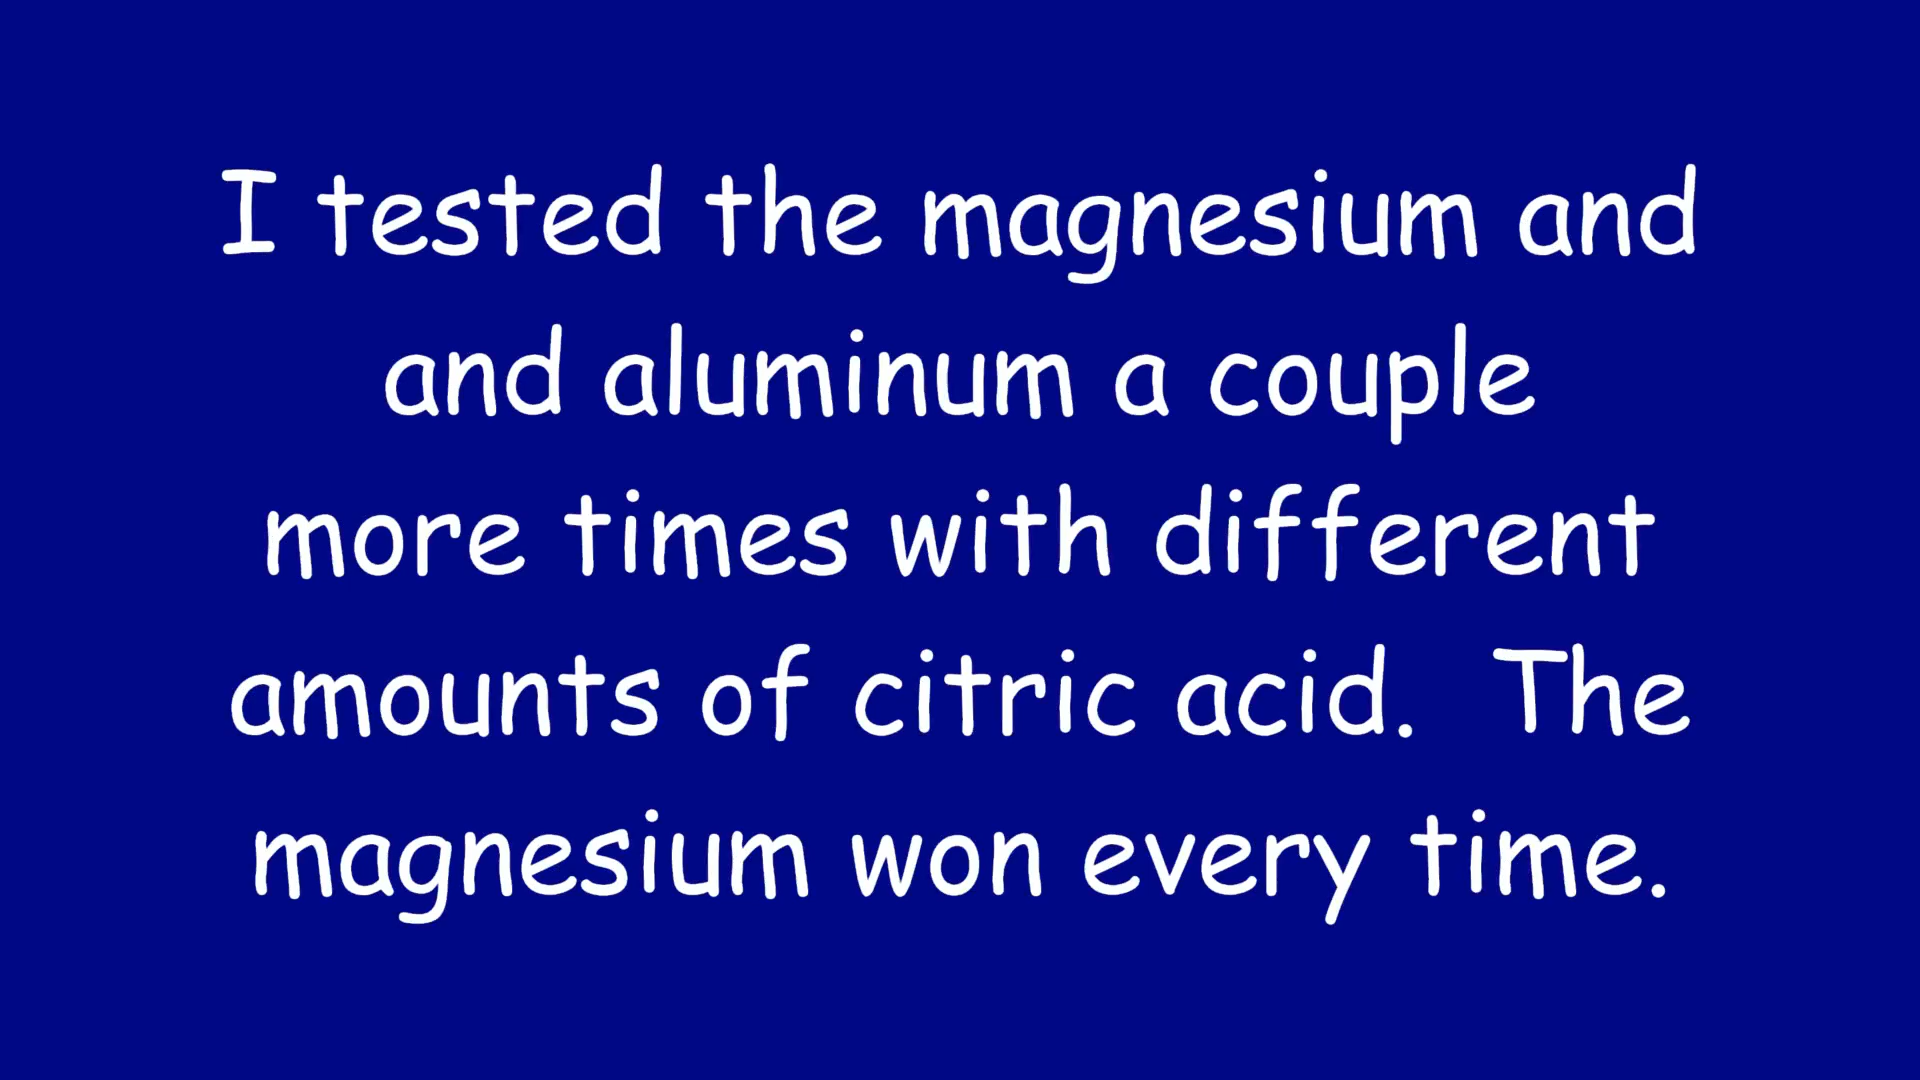 I tested the magnesium and
and aluminum a couple
more times with different
amounts of citric acid.  The
magnesium won every time.